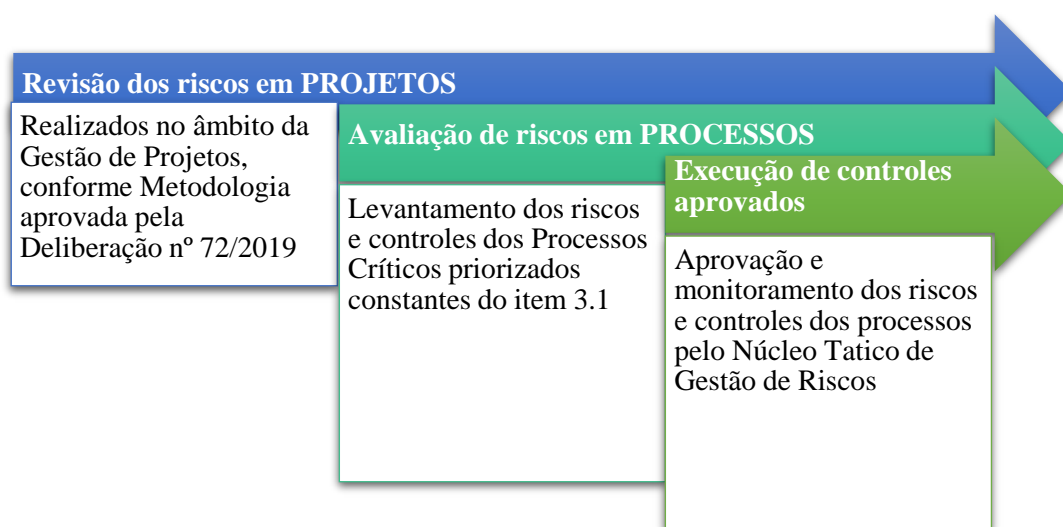 Revisão dos riscos em PROJETOS
Realizados no âmbito da
Gestão de Projetos,
conforme Metodologia
aprovada pela
Deliberação nº 72/2019
Avaliação de riscos em PROCESSOS
Levantamento dos riscos
e controles dos Processos
Críticos priorizados
constantes do item 3.1
Execução de controles
aprovados
Aprovação e
monitoramento dos riscos
e controles dos processos
pelo Núcleo Tatico de
Gestão de Riscos